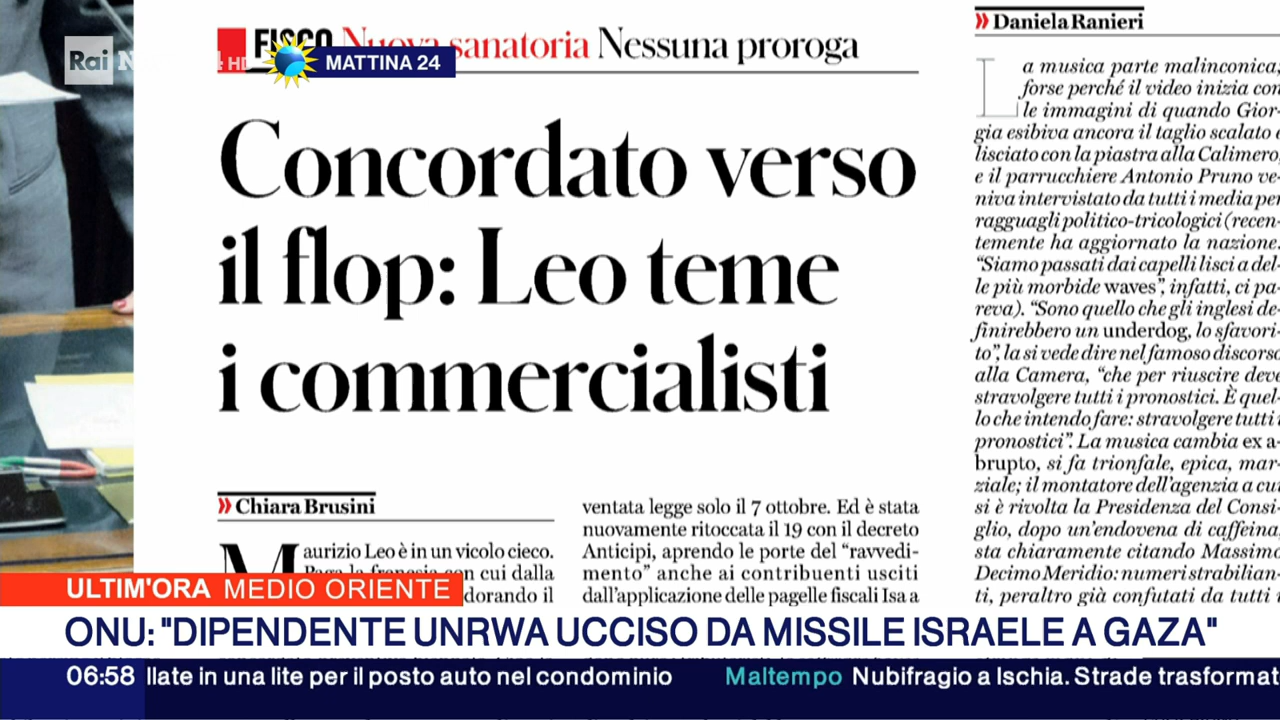 Rai
MATTINA 24
FISCO Nuova sanatoria Nessuna proroga
Concordato verso
il flop: Leo teme
i commercialisti
» Chiara Brusini
Maurizio Leo è in un vicolo cieco.
con cui dalla
dorando il
ventata legge solo il 7 ottobre. Ed è stata
nuovamente ritoccata il 19 con il decreto
Anticipi, aprendo le porte del “ravvedi-
mento” anche ai contribuenti usciti
dall’applicazione delle pagelle fiscali Isa a
» Daniela Ranieri
La musica parte malinconica,
forse perché il video inizia con
le immagini di quando Gior-
gia esibiva ancora il taglio scalato e
lisciato con la piastra alla Calimero,
e il parrucchiere Antonio Pruno ve-
niva intervistato da tutti i media per
ragguagli politico-tricologici (recen-
temente ha aggiornato la nazione:
“Siamo passati dai capelli lisci a del-
le più morbide waves”, infatti, ci pa-
reva). “Sono quello che gli inglesi de-
finirebbero un underdog, lo sfavori-
to”, la si vede dire nel famoso discorso
alla Camera, “che per riuscire deve
stravolgere tutti i pronostici. È quel-
lo che intendo fare: stravolgere tutti i
pronostici”. La musica cambia ex a-
brupto, si fa trionfale, epica, mar-
ziale; il montatore dell’agenzia a cui
si è rivolta la Presidenza del Consi-
glio, dopo un’endovena di caffeina,
sta chiaramente citando Massimo
Decimo Meridio: numeri strabilian-
ti, peraltro già confutati da tutti i
ULTIM'ORA MEDIO ORIENTE
ONU: "DIPENDENTE UNRWA UCCISO DA MISSILE ISRAELE A GAZA"
06:58 llate in una lite per il posto auto nel condominio Maltempo Nubifragio a Ischia. Strade trasformat